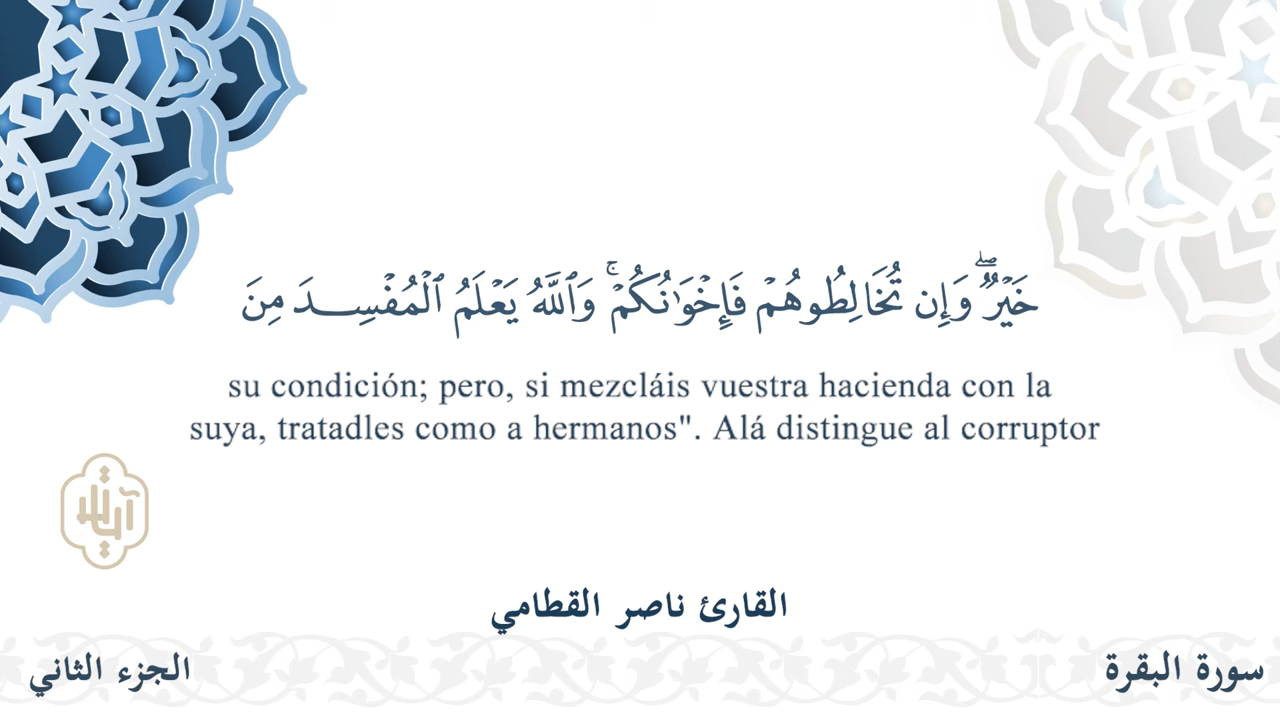 خَيْرٌۖ وَإِن تُخَالِطُوهُمْ فَإِخْوَٰنُكُمْۚ وَٱللَّهُ يَعْلَمُ ٱلْمُفْسِدَ مِنَ
su condición; pero, si mezcláis vuestra hacienda con la
suya, tratadles como a hermanos". Alá distingue al corruptor
القارئ ناصر القطامي
سورة البقرة
الجزء الثاني